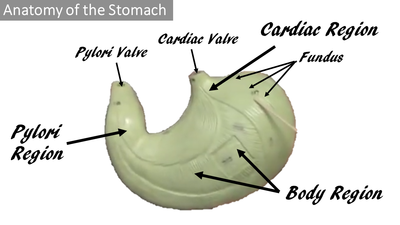 Anatomy of the Stomach
Pylori Valve
Cardiac Valve
Cardiac Region
Fundus
Pylori
Region
Body Region